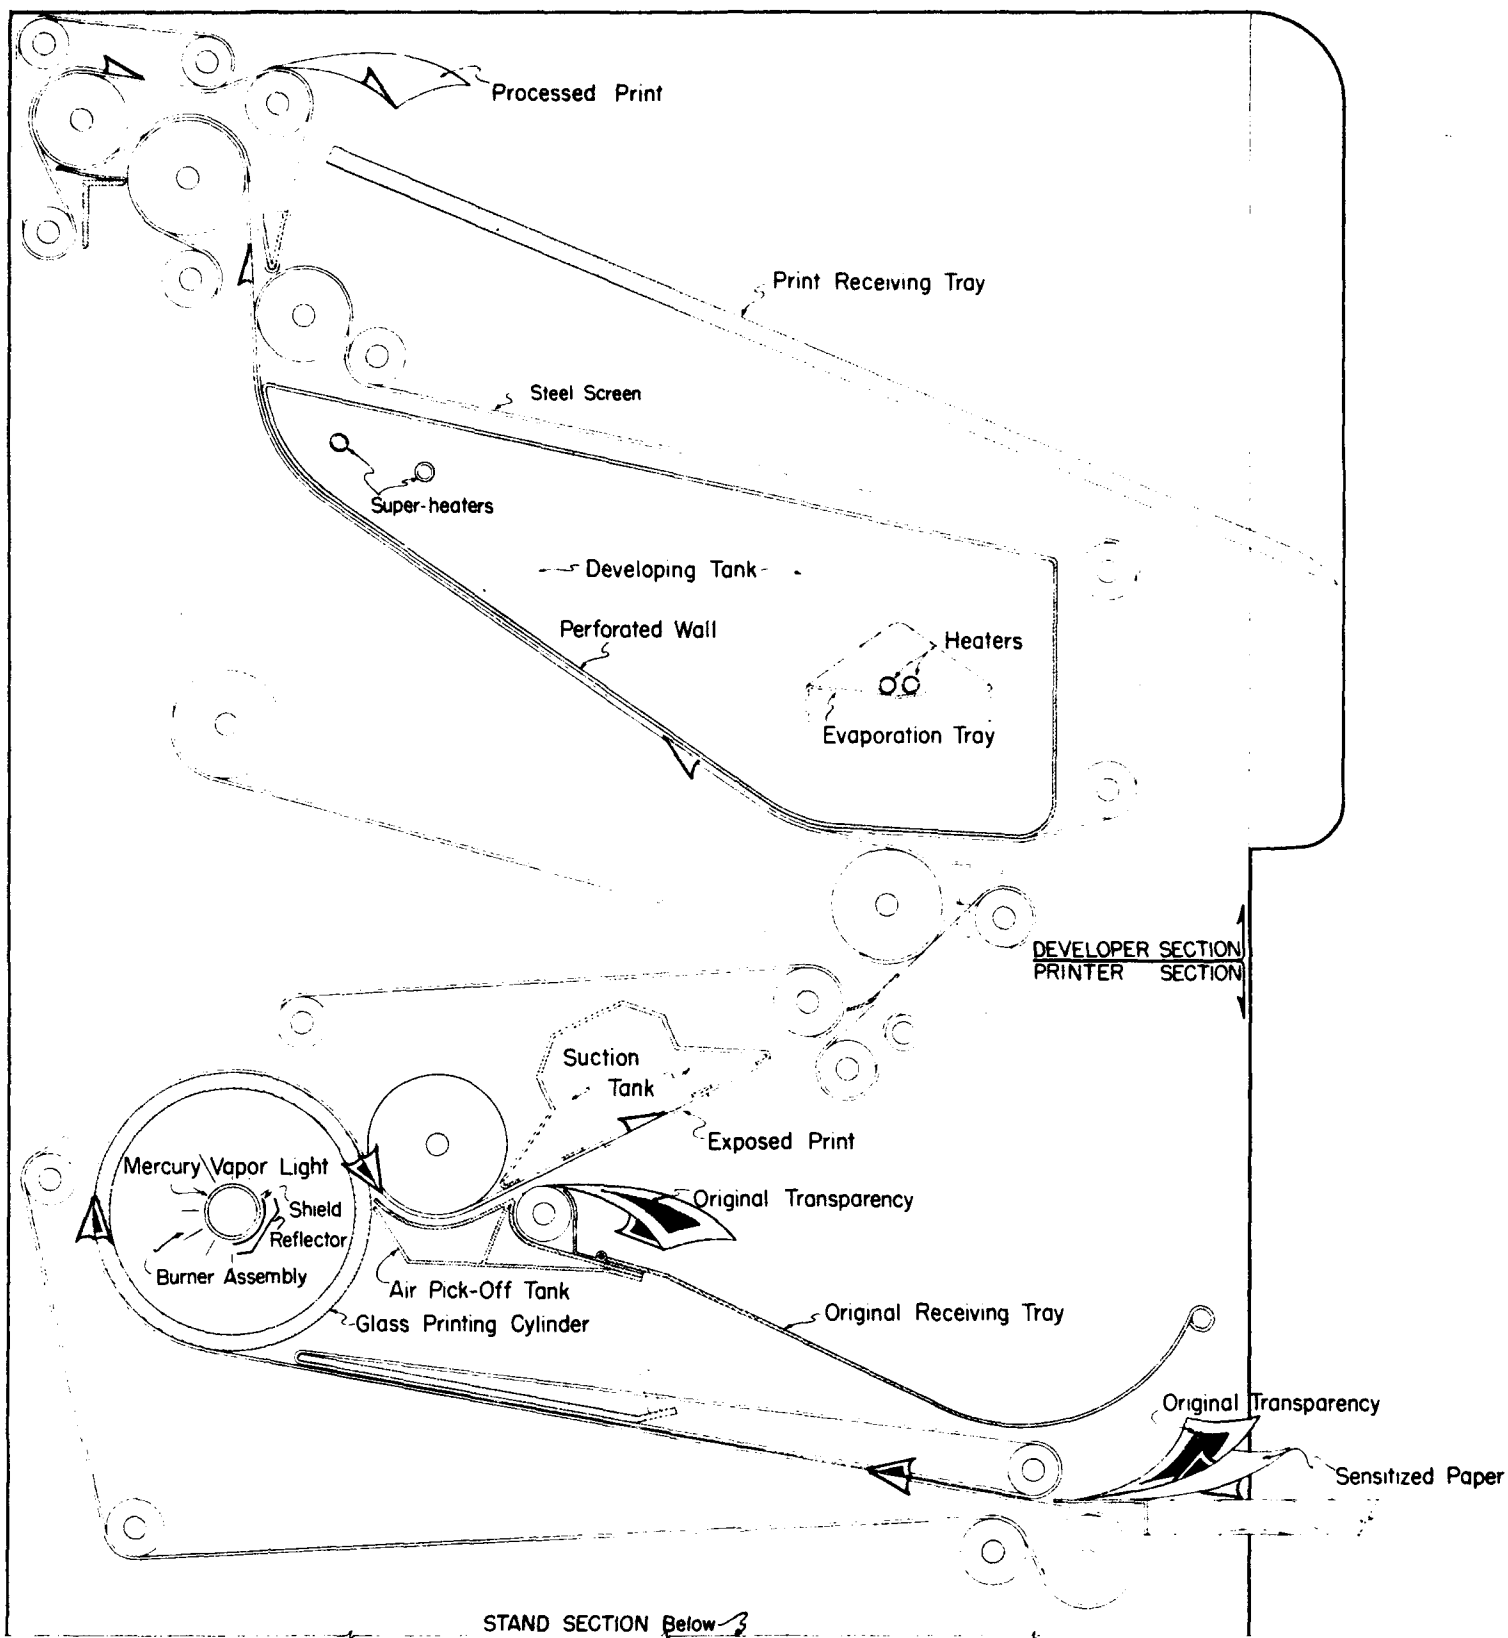 Processed Print
Print Receiving Tray
Steel Screen
Super-heaters
Developing Tank
Perforated Wall
Heaters
Evaporation Tray
DEVELOPER SECTION
PRINTER SECTION
Suction
Tank
Exposed Print
Mercury Vapor Light
Shield
Reflector
Burner Assembly
Original Transparency
Air Pick-Off Tank
Glass Printing Cylinder
Original Receiving Tray
Original Transparency
Sensitized Paper
STAND SECTION Below